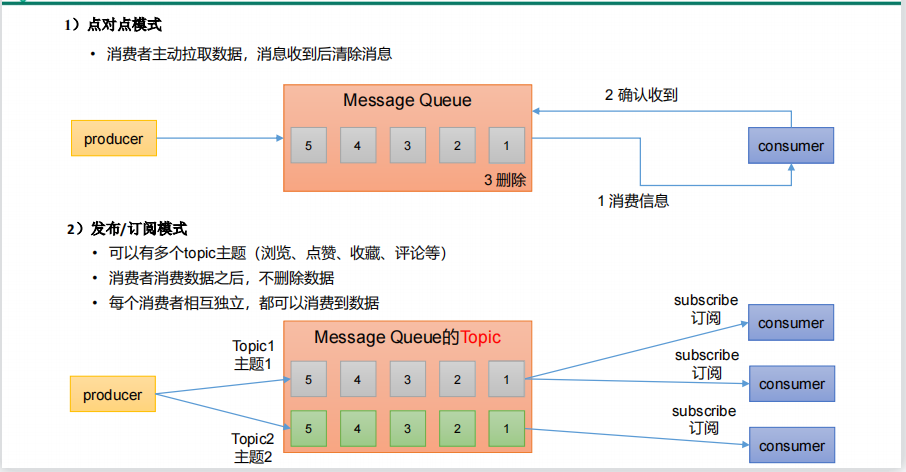 1）点对点模式
• 消费者主动拉取数据，消息收到后清除消息
Message Queue
2 确认收到
producer
5 4 3 2 1
consumer
3 删除
1 消费信息
2）发布/订阅模式
• 可以有多个topic主题（浏览、点赞、收藏、评论等）
• 消费者消费数据之后，不删除数据
• 每个消费者相互独立，都可以消费到数据
Message Queue的Topic
subscribe
订阅
consumer
Topic1
主题1
5 4 3 2 1
subscribe
订阅
consumer
producer
5 4 3 2 1
subscribe
订阅
consumer
Topic2
主题2